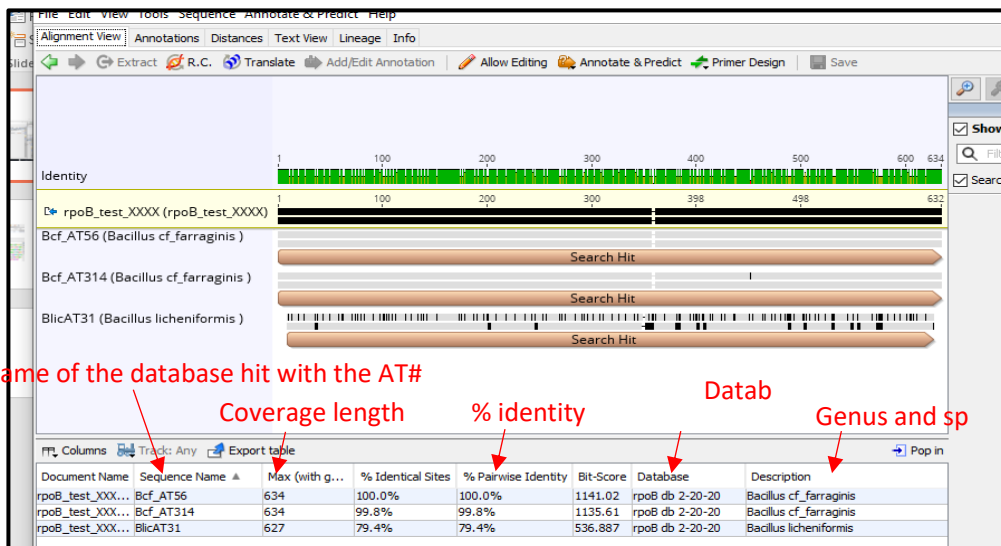 File Edit View Tools Sequence Annotate & Predict Help
Alignment View Annotations Distances Text View Lineage Info
Extract R.C. Translate Add/Edit Annotation Allow Editing Annotate & Predict Primer Design Save
Show
1 100 200 300 400 500 600 634
Identity
Searc
1 100 200 300 398 498 632
rpoB_test_XXXX (rpoB_test_XXXX)
Bcf_AT56 (Bacillus cf_farraginis )
Search Hit
Bcf_AT314 (Bacillus cf_farraginis )
Search Hit
BlicAT31 (Bacillus licheniformis )
Search Hit
ame of the database hit with the AT#
Datab
Coverage length % identity Genus and sp
Columns Track: Any Export table Pop in
Document Name Sequence Name Max (with g... % Identical Sites % Pairwise Identity Bit-Score Database Description
rpoB_test_XXX... Bcf_AT56 634 100.0% 100.0% 1141.02 rpoB db 2-20-20 Bacillus cf_farraginis
rpoB_test_XXX... Bcf_AT314 634 99.8% 99.8% 1135.61 rpoB db 2-20-20 Bacillus cf_farraginis
rpoB_test_XXX... BlicAT31 627 79.4% 79.4% 536.887 rpoB db 2-20-20 Bacillus licheniformis